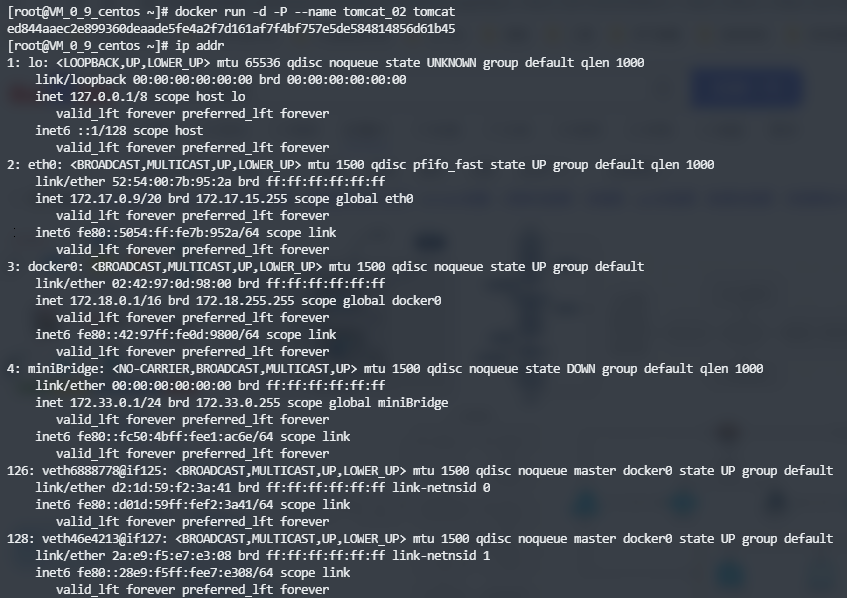 [root@VM_0_9_centos ~]# docker run -d -P --name tomcat_02 tomcat
ed844aaec2e899360deaade5fe4a2f7d161af7f4bf757e5de584814856d61b45
[root@VM_0_9_centos ~]# ip addr
1: lo: <LOOPBACK,UP,LOWER_UP> mtu 65536 qdisc noqueue state UNKNOWN group default qlen 1000
    link/loopback 00:00:00:00:00:00 brd 00:00:00:00:00:00
    inet 127.0.0.1/8 scope host lo
       valid_lft forever preferred_lft forever
    inet6 ::1/128 scope host
       valid_lft forever preferred_lft forever
2: eth0: <BROADCAST,MULTICAST,UP,LOWER_UP> mtu 1500 qdisc pfifo_fast state UP group default qlen 1000
    link/ether 52:54:00:7b:95:2a brd ff:ff:ff:ff:ff:ff
    inet 172.17.0.9/20 brd 172.17.15.255 scope global eth0
       valid_lft forever preferred_lft forever
    inet6 fe80::5054:ff:fe7b:952a/64 scope link
       valid_lft forever preferred_lft forever
3: docker0: <BROADCAST,MULTICAST,UP,LOWER_UP> mtu 1500 qdisc noqueue state UP group default
    link/ether 02:42:97:0d:98:00 brd ff:ff:ff:ff:ff:ff
    inet 172.18.0.1/16 brd 172.18.255.255 scope global docker0
       valid_lft forever preferred_lft forever
    inet6 fe80::42:97ff:fe0d:9800/64 scope link
       valid_lft forever preferred_lft forever
4: miniBridge: <NO-CARRIER,BROADCAST,MULTICAST,UP> mtu 1500 qdisc noqueue state DOWN group default qlen 1000
    link/ether 00:00:00:00:00:00 brd ff:ff:ff:ff:ff:ff
    inet 172.33.0.1/24 brd 172.33.0.255 scope global miniBridge
       valid_lft forever preferred_lft forever
    inet6 fe80::fc50:4bff:fee1:ac6e/64 scope link
       valid_lft forever preferred_lft forever
126: veth6888778@if125: <BROADCAST,MULTICAST,UP,LOWER_UP> mtu 1500 qdisc noqueue master docker0 state UP group default
    link/ether d2:1d:59:f2:3a:41 brd ff:ff:ff:ff:ff:ff link-netnsid 0
    inet6 fe80::d01d:59ff:fef2:3a41/64 scope link
       valid_lft forever preferred_lft forever
128: veth46e4213@if127: <BROADCAST,MULTICAST,UP,LOWER_UP> mtu 1500 qdisc noqueue master docker0 state UP group default
    link/ether 2a:e9:f5:e7:e3:08 brd ff:ff:ff:ff:ff:ff link-netnsid 1
    inet6 fe80::28e9:f5ff:fee7:e308/64 scope link
       valid_lft forever preferred_lft forever